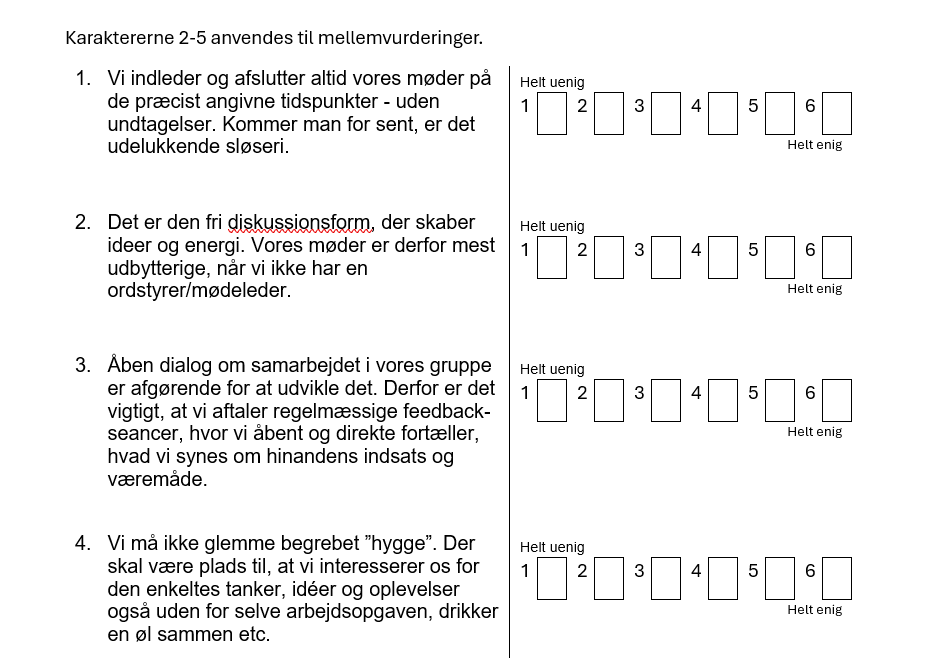 Karaktererne 2-5 anvendes til mellemvurderinger.
1. Vi indleder og afslutter altid vores møder på
de præcist angivne tidspunkter - uden
undtagelser. Kommer man for sent, er det
udelukkende sløseri.
Helt uenig
1 2 3 4 5 6
Helt enig
2. Det er den fri diskussionsform, der skaber
ideer og energi. Vores møder er derfor mest
udbytterige, når vi ikke har en
ordstyrer/mødeleder.
Helt uenig
1 2 3 4 5 6
Helt enig
3. Åben dialog om samarbejdet i vores gruppe
er afgørende for at udvikle det. Derfor er det
vigtigt, at vi aftaler regelmæssige feedback-
seancer, hvor vi åbent og direkte fortæller,
hvad vi synes om hinandens indsats og
væremåde.
Helt uenig
1 2 3 4 5 6
Helt enig
4. Vi må ikke glemme begrebet ”hygge”. Der
skal være plads til, at vi interesserer os for
den enkeltes tanker, idéer og oplevelser
også uden for selve arbejdsopgaven, drikker
en øl sammen etc.
Helt uenig
1 2 3 4 5 6
Helt enig